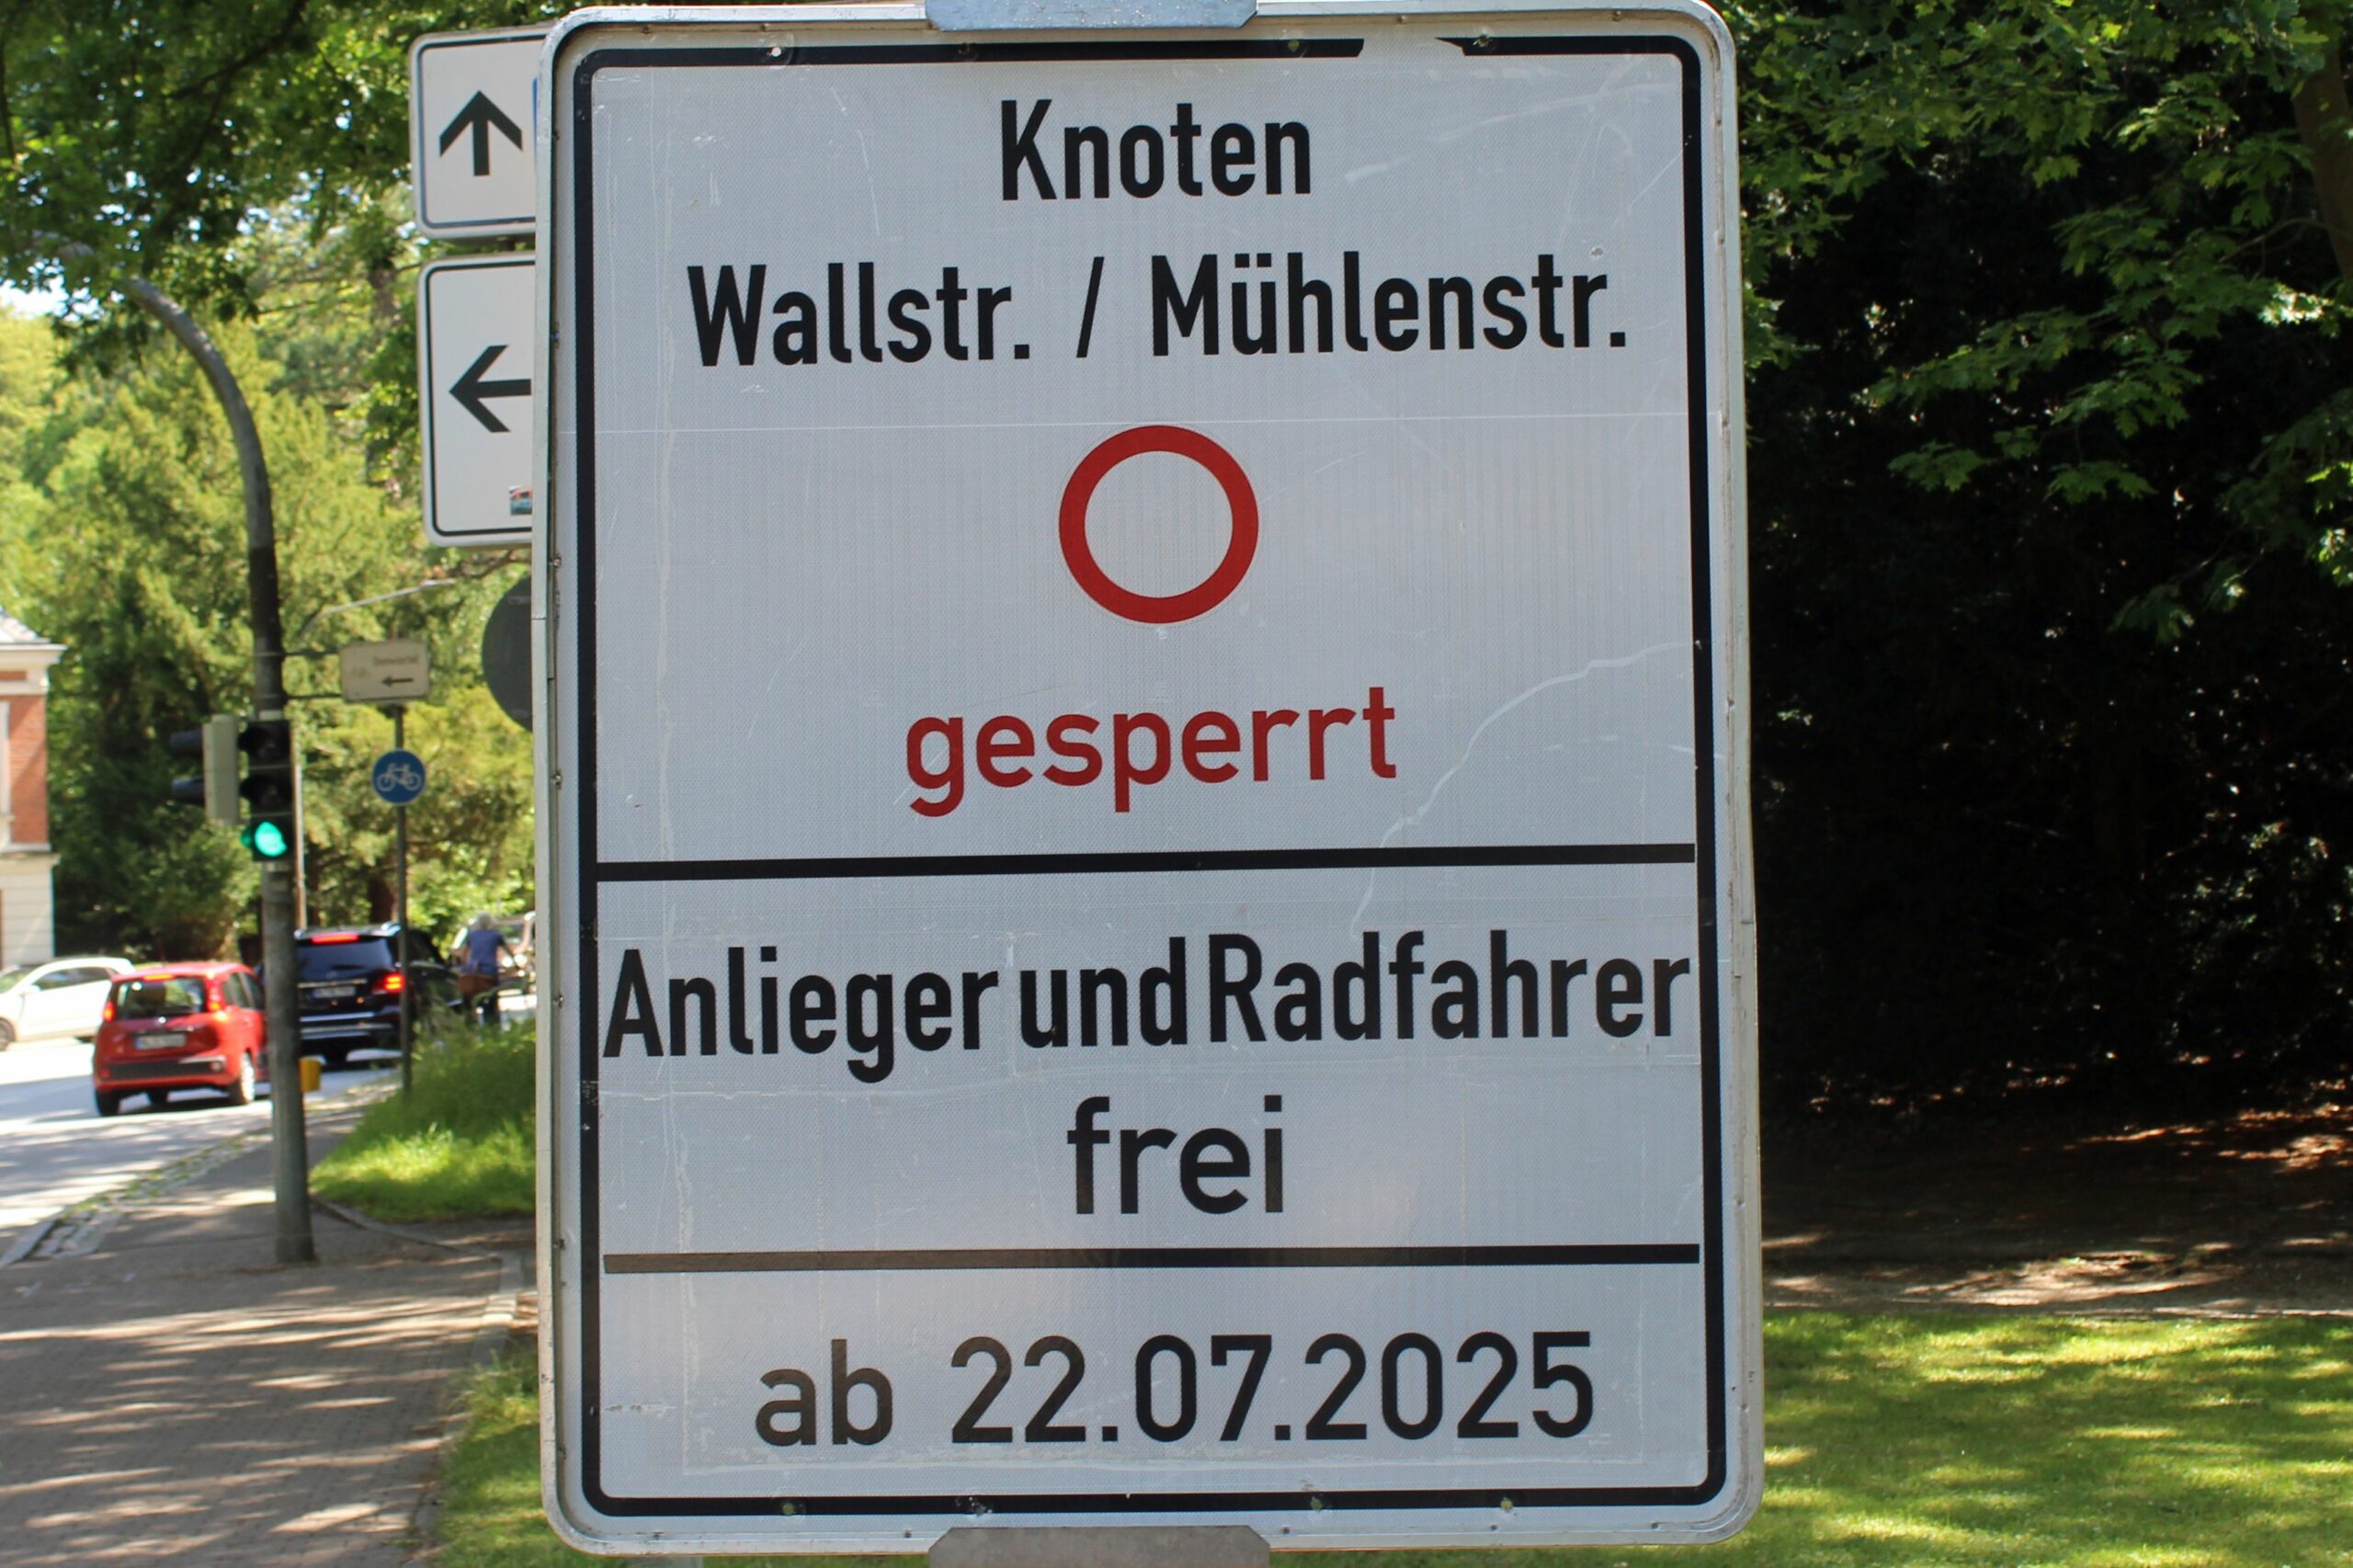 Knoten
Wallstr. / Mühlenstr.
gesperrt
Anlieger und Radfahrer
frei
ab 22.07.2025